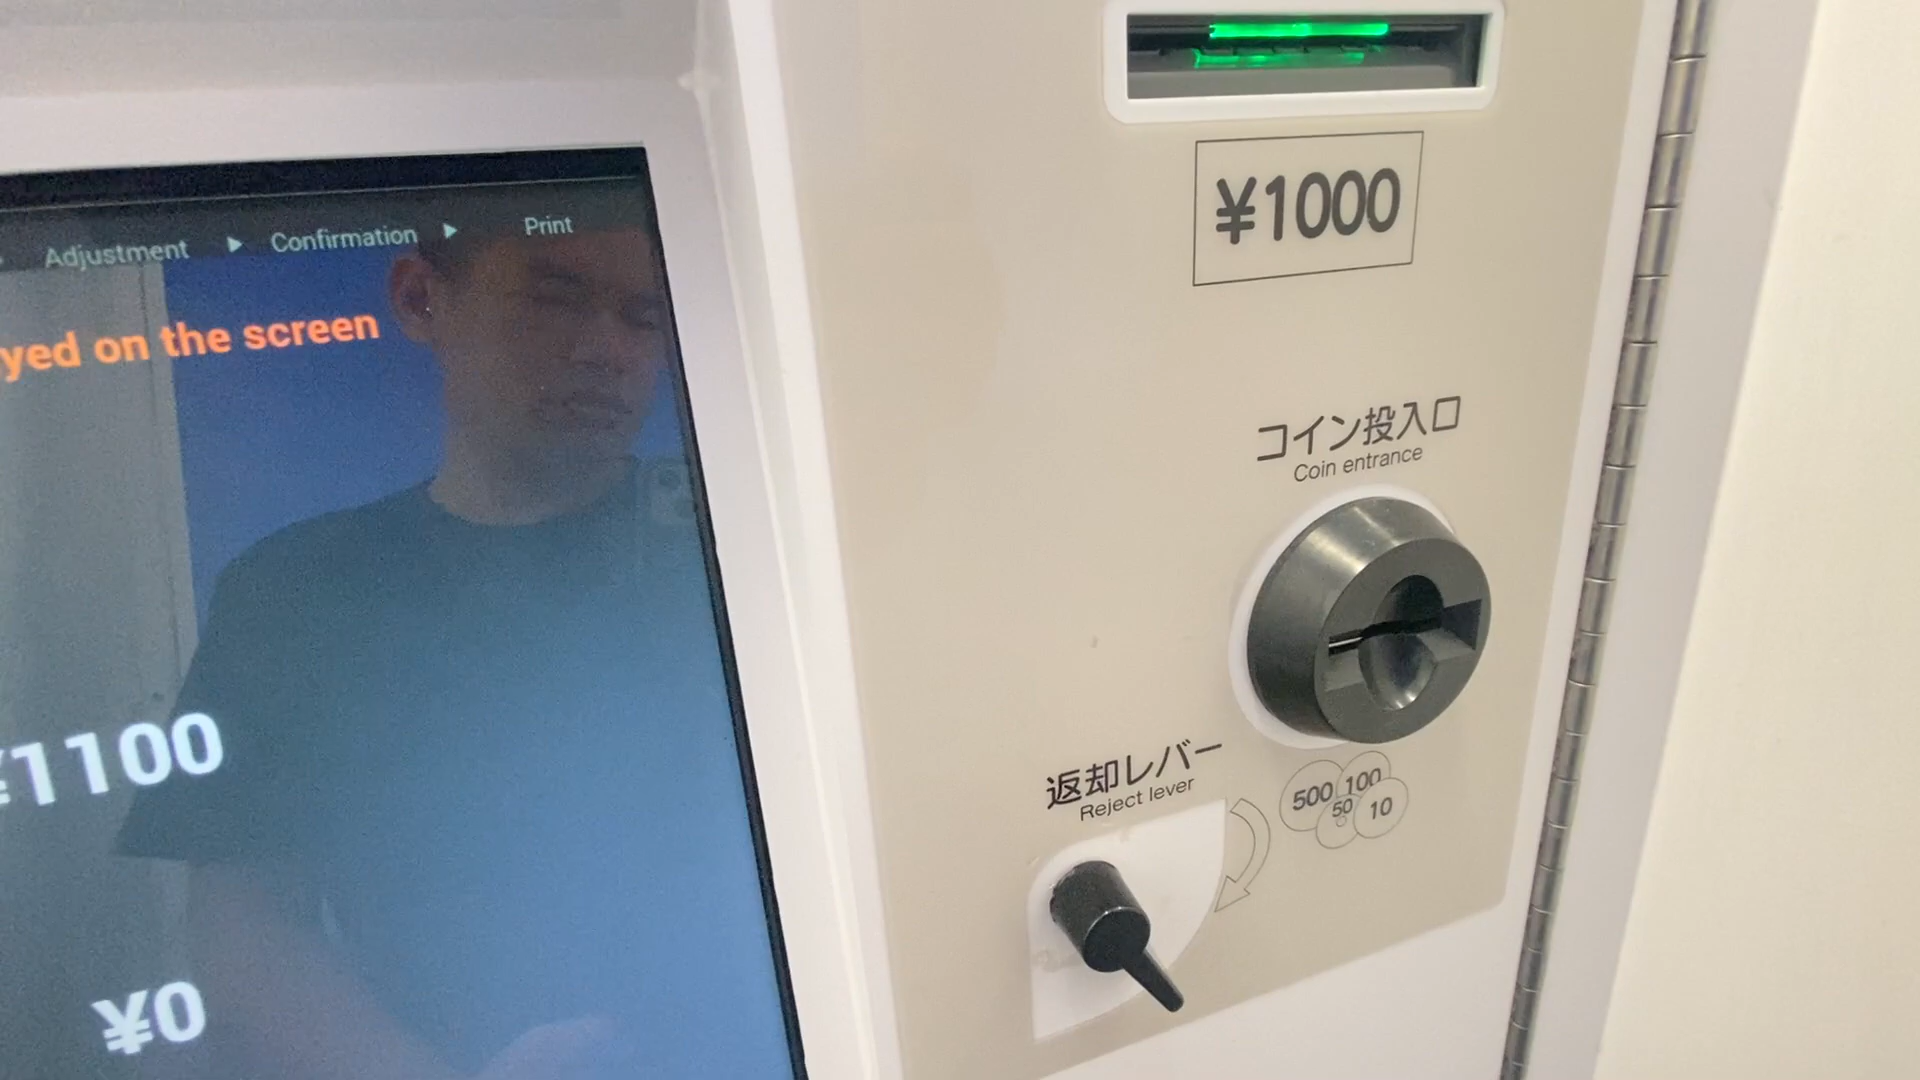 Adjustment ▶ Confirmation ▶ Print
on the screen
¥1100
¥0
¥1000
コイン投入口
Coin entrance
返却レバー
Reject lever
500 100
50 10